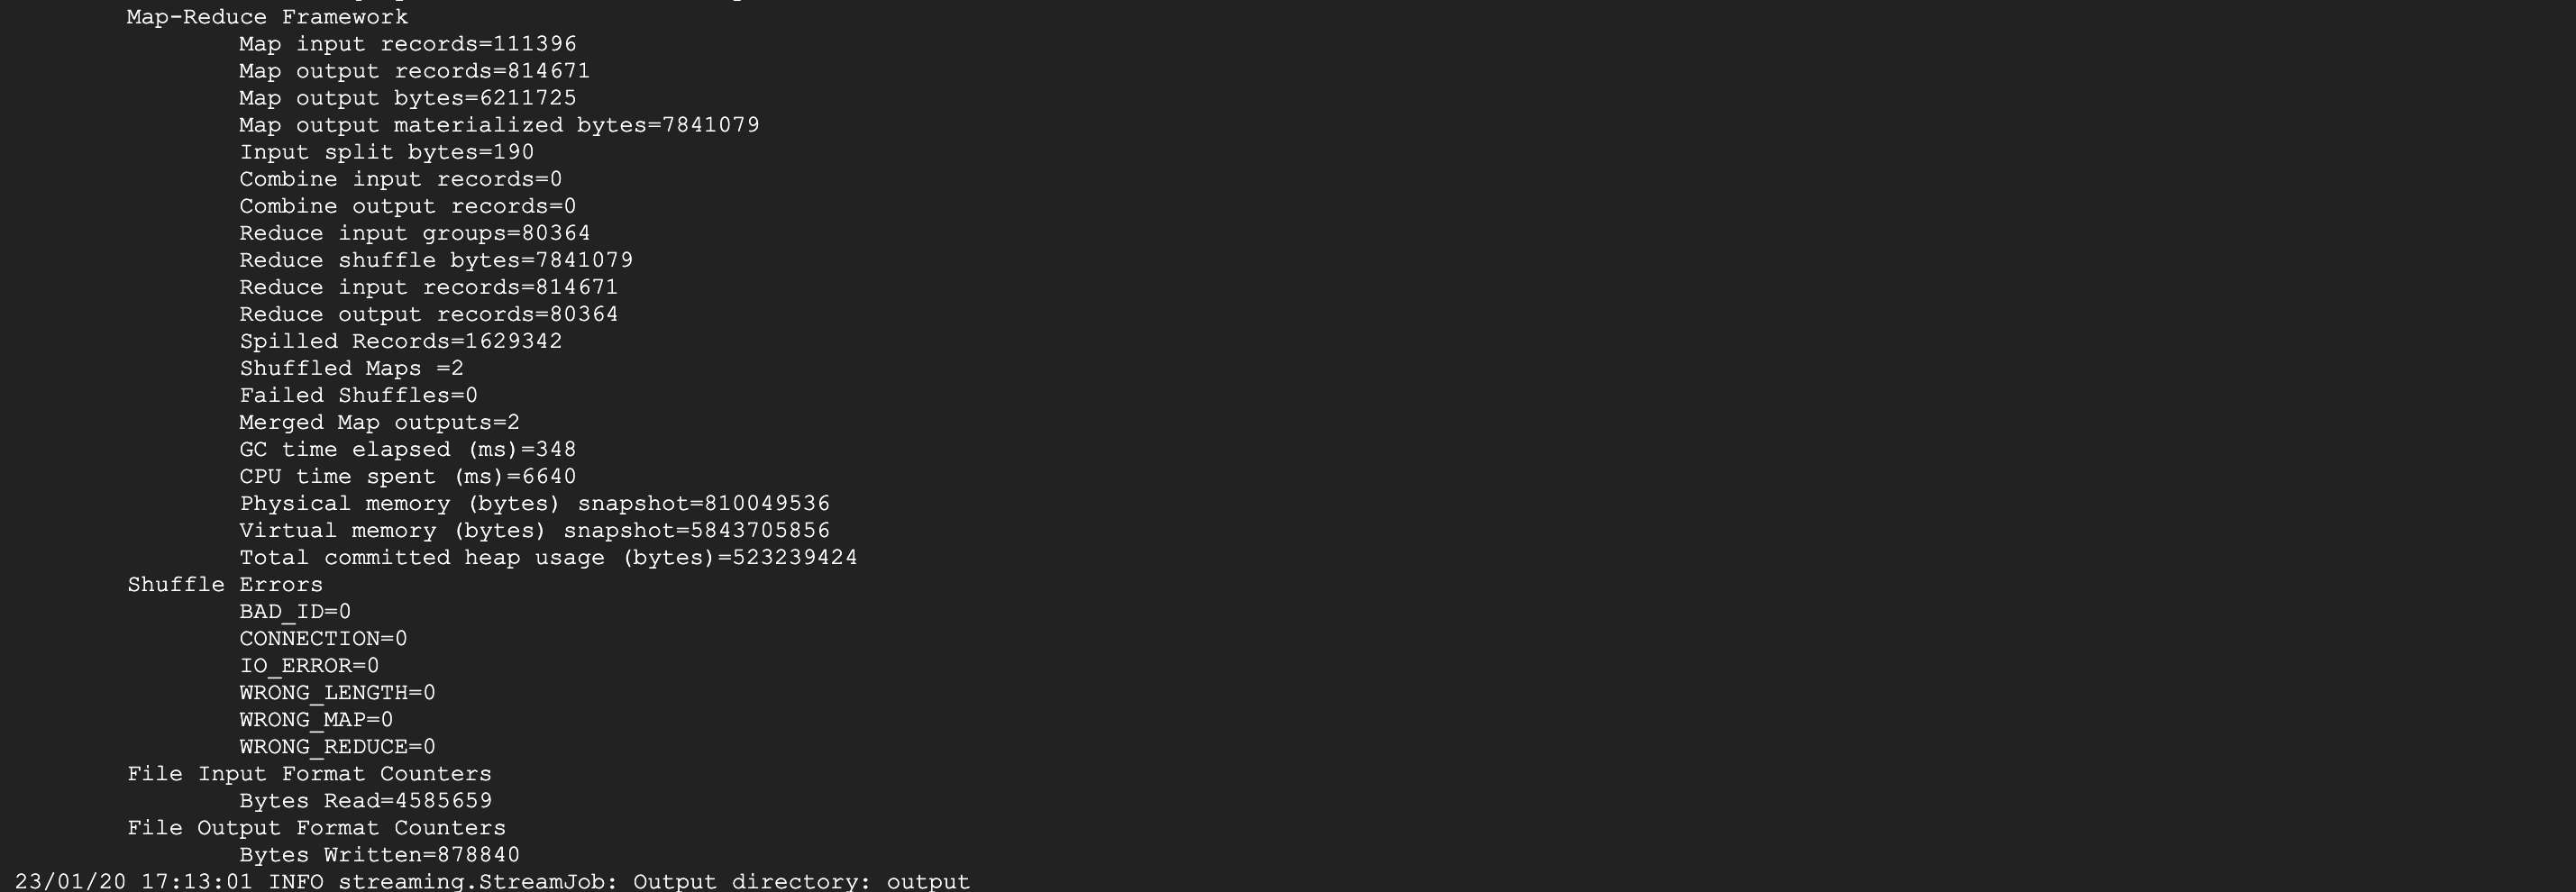 Map-Reduce Framework
Map input records=111396
Map output records=814671
Map output bytes=6211725
Map output materialized bytes=7841079
Input split bytes=190
Combine input records=0
Combine output records=0
Reduce input groups=80364
Reduce shuffle bytes=7841079
Reduce input records=814671
Reduce output records=80364
Spilled Records=1629342
Shuffled Maps =2
Failed Shuffles=0
Merged Map outputs=2
GC time elapsed (ms)=348
CPU time spent (ms)=6640
Physical memory (bytes) snapshot=810049536
Virtual memory (bytes) snapshot=5843705856
Total committed heap usage (bytes)=523239424
Shuffle Errors
BAD_ID=0
CONNECTION=0
IO_ERROR=0
WRONG_LENGTH=0
WRONG_MAP=0
WRONG_REDUCE=0
File Input Format Counters
Bytes Read=4585659
File Output Format Counters
Bytes Written=878840
23/01/20 17:13:01 INFO streaming.StreamJob: Output directory: output